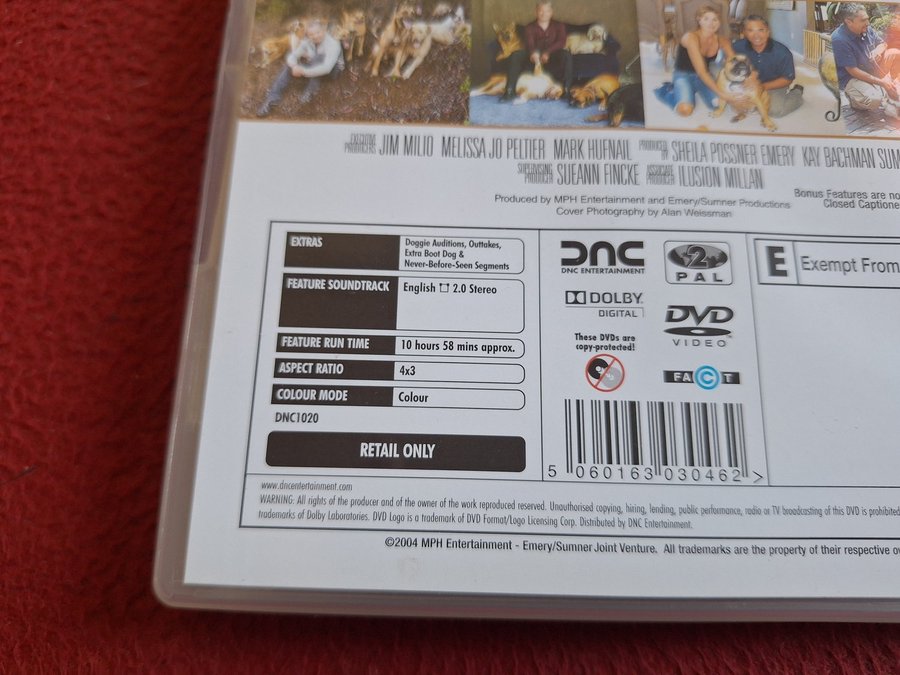 EXECUTIVE PRODUCERS JIM MILIO MELISSA JO PELTIER MARK HUFNAIL PRODUCED BY SHEILA POSSNER EMERY KAY BACHMAN SUM
SUPERVISING PRODUCER SUEANN FINCKE ASSOCIATE PRODUCER ILUSION MILLAN
Produced by MPH Entertainment and Emery/Sumner Productions
Cover Photography by Alan Weissman
Bonus Features are no
Closed Captione
EXTRAS
Doggie Auditions, Outtakes,
Extra Boot Dog &
Never-Before-Seen Segments
FEATURE SOUNDTRACK
English 2.0 Stereo
FEATURE RUN TIME
10 hours 58 mins approx.
ASPECT RATIO
4x3
COLOUR MODE
Colour
DNC1020
RETAIL ONLY
DNC
DNC ENTERTAINMENT
2
PAL
DOLBY
DIGITAL
DVD
VIDEO
These DVDs are
copy-protected!
FACT
5 060163 030462 >
E Exempt From
www.dncentertainment.com
WARNING: All rights of the producer and of the owner of the work reproduced reserved. Unauthorised copying, hiring, lending, public performance, radio or TV broadcasting of this DVD is prohibited
trademarks of Dolby Laboratories. DVD Logo is a trademark of DVD Format/Logo Licensing Corp. Distributed by DNC Entertainment.
©2004 MPH Entertainment - Emery/Sumner Joint Venture. All trademarks are the property of their respective ow